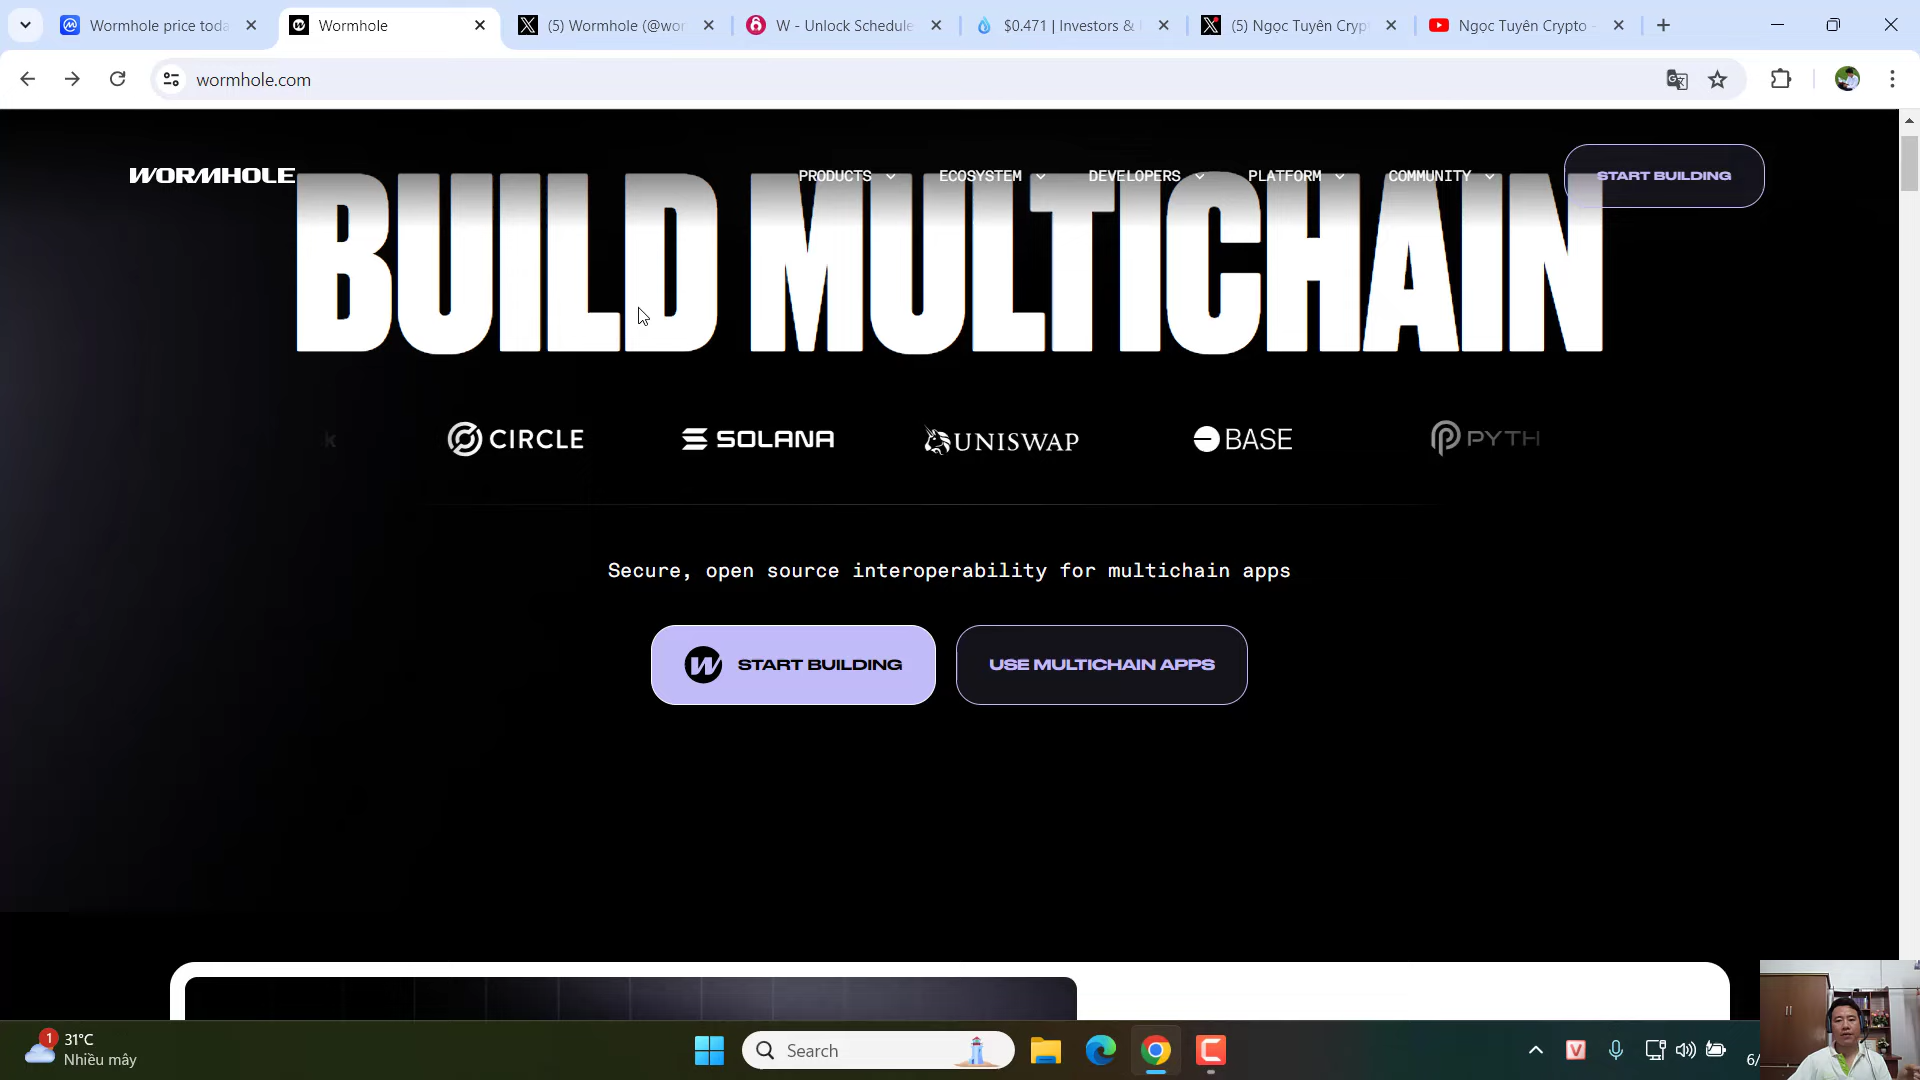 Wormhole price toda
Wormhole
(5) Wormhole (@wor
W - Unlock Schedule
$0.471 | Investors &
(5) Ngọc Tuyên Cryp
Ngọc Tuyên Crypto -
wormhole.com
WORMHOLE
PRODUCTS
ECOSYSTEM
DEVELOPERS
PLATFORM
COMMUNITY
START BUILDING
BUILD MULTICHAIN
k
CIRCLE
SOLANA
UNISWAP
BASE
PYTH
Secure, open source interoperability for multichain apps
START BUILDING
USE MULTICHAIN APPS
1
31°C
Nhiều mây
Search
V
6/